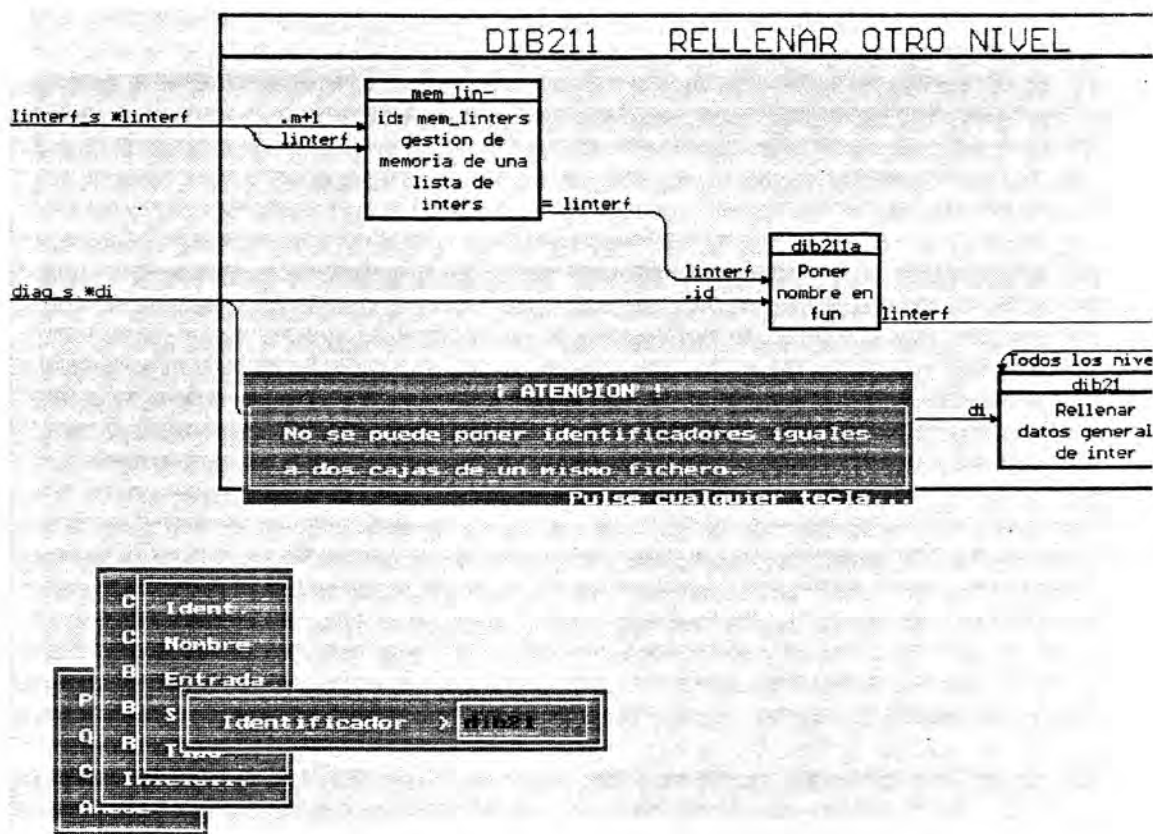 DIB211 RELLENAR OTRO NIVEL
mem lin-
linterf_s *linterf
.m+1
linterf
id: mem_linters
gestion de
memoria de una
lista de
inters
= linterf
dib211a
linterf
Poner
diag_s *di
.id
nombre en
fun
linterf
Todos los nive
dib21
di
Rellenar
datos general
de inter
! ATENCION !
No se puede poner identificadores iguales
a dos cajas de un mismo fichero.
Pulse cualquier tecla...
C
Ident.
C
Nombre
B
Entrada
P
B
S
Identificador > dib21
Q
R
Tipo
C